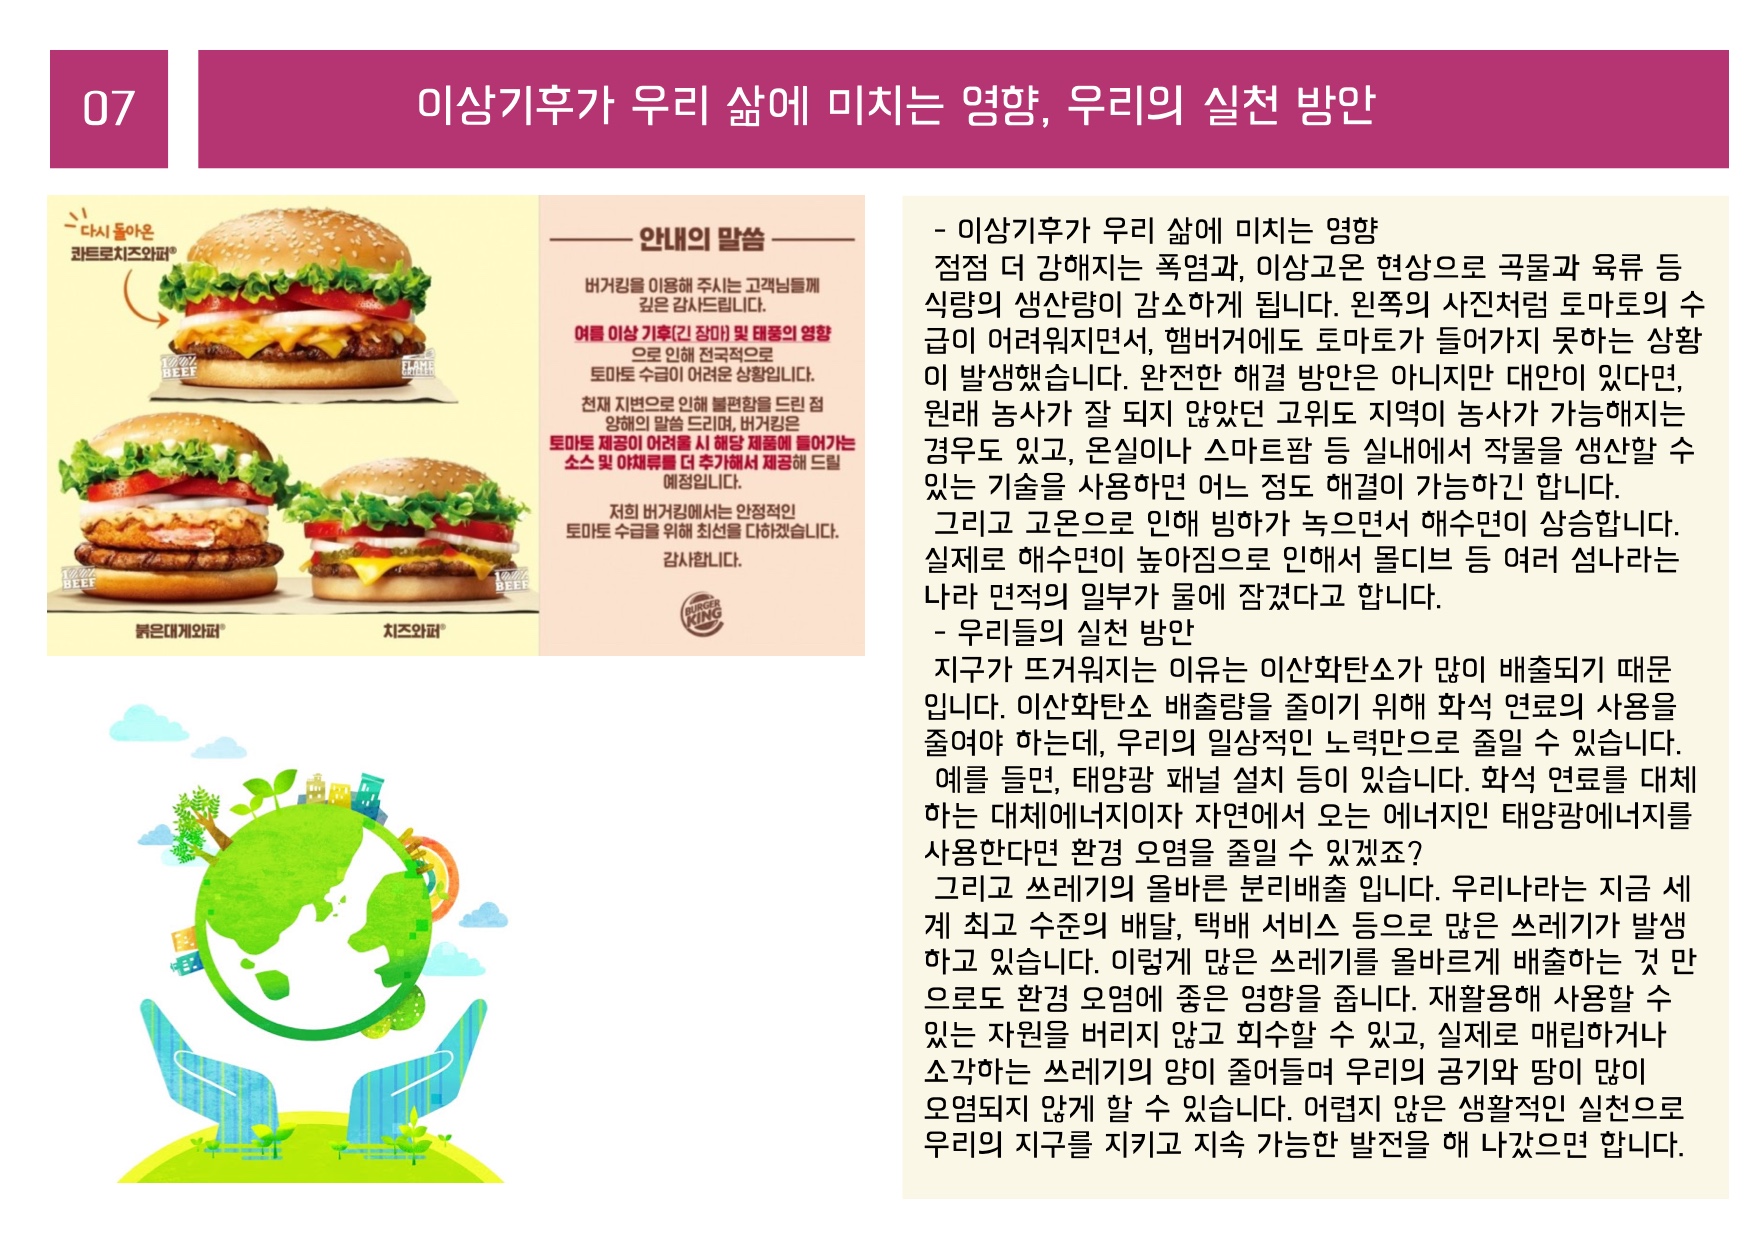 07
이상기후가 우리 삶에 미치는 영향, 우리의 실천 방안
다시 돌아온
콰트로치즈와퍼®
100% BEEF
FLAME GRILLED
100% BEEF
100% BEEF
붉은대게와퍼®
치즈와퍼®
안내의 말씀
버거킹을 이용해 주시는 고객님들께
깊은 감사드립니다.
여름 이상 기후(긴 장마) 및 태풍의 영향
으로 인해 전국적으로
토마토 수급이 어려운 상황입니다.
천재 지변으로 인해 불편함을 드린 점
양해의 말씀 드리며, 버거킹은
토마토 제공이 어려울 시 해당 제품에 들어가는
소스 및 야채류를 더 추가해서 제공해 드릴
예정입니다.
저희 버거킹에서는 안정적인
토마토 수급을 위해 최선을 다하겠습니다.
감사합니다.
BURGER
KING
- 이상기후가 우리 삶에 미치는 영향
점점 더 강해지는 폭염과, 이상고온 현상으로 곡물과 육류 등
식량의 생산량이 감소하게 됩니다. 왼쪽의 사진처럼 토마토의 수
급이 어려워지면서, 햄버거에도 토마토가 들어가지 못하는 상황
이 발생했습니다. 완전한 해결 방안은 아니지만 대안이 있다면,
원래 농사가 잘 되지 않았던 고위도 지역이 농사가 가능해지는
경우도 있고, 온실이나 스마트팜 등 실내에서 작물을 생산할 수
있는 기술을 사용하면 어느 정도 해결이 가능하긴 합니다.
그리고 고온으로 인해 빙하가 녹으면서 해수면이 상승합니다.
실제로 해수면이 높아짐으로 인해서 몰디브 등 여러 섬나라는
나라 면적의 일부가 물에 잠겼다고 합니다.
- 우리들의 실천 방안
지구가 뜨거워지는 이유는 이산화탄소가 많이 배출되기 때문
입니다. 이산화탄소 배출량을 줄이기 위해 화석 연료의 사용을
줄여야 하는데, 우리의 일상적인 노력만으로 줄일 수 있습니다.
예를 들면, 태양광 패널 설치 등이 있습니다. 화석 연료를 대체
하는 대체에너지이자 자연에서 오는 에너지인 태양광에너지를
사용한다면 환경 오염을 줄일 수 있겠죠?
그리고 쓰레기의 올바른 분리배출 입니다. 우리나라는 지금 세
계 최고 수준의 배달, 택배 서비스 등으로 많은 쓰레기가 발생
하고 있습니다. 이렇게 많은 쓰레기를 올바르게 배출하는 것 만
으로도 환경 오염에 좋은 영향을 줍니다. 재활용해 사용할 수
있는 자원을 버리지 않고 회수할 수 있고, 실제로 매립하거나
소각하는 쓰레기의 양이 줄어들며 우리의 공기와 땅이 많이
오염되지 않게 할 수 있습니다. 어렵지 않은 생활적인 실천으로
우리의 지구를 지키고 지속 가능한 발전을 해 나갔으면 합니다.